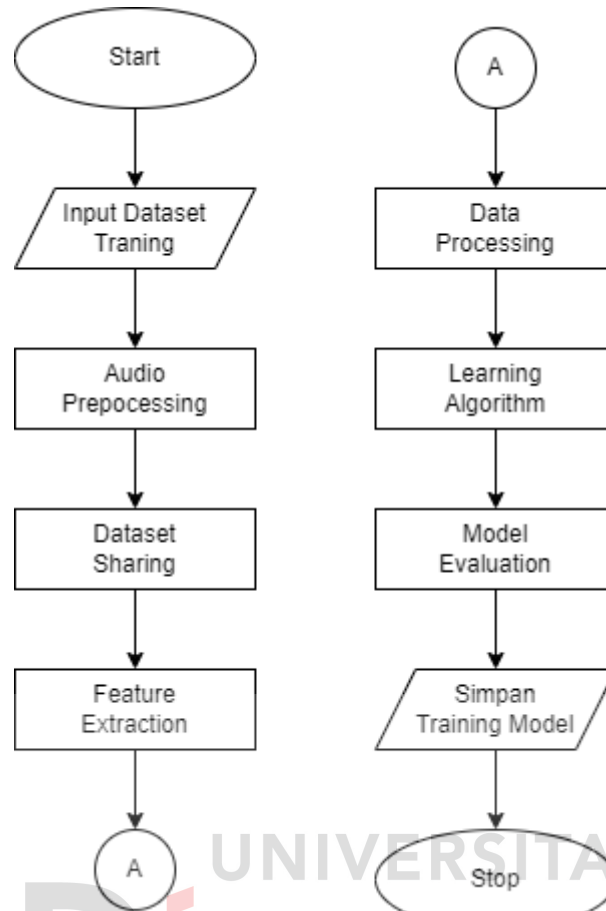 Start
Input Dataset
Traning
Audio
Prepocessing
Dataset
Sharing
Feature
Extraction
A
A
Data
Processing
Learning
Algorithm
Model
Evaluation
Simpan
Training Model
Stop
UNIVERSITA